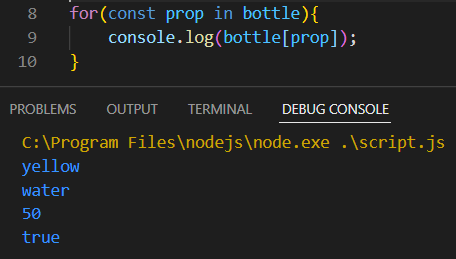 8 for(const prop in bottle){
9 console.log(bottle[prop]);
10 }
PROBLEMS OUTPUT TERMINAL DEBUG CONSOLE
C:\Program Files\nodejs\node.exe .\script.js
yellow
water
50
true